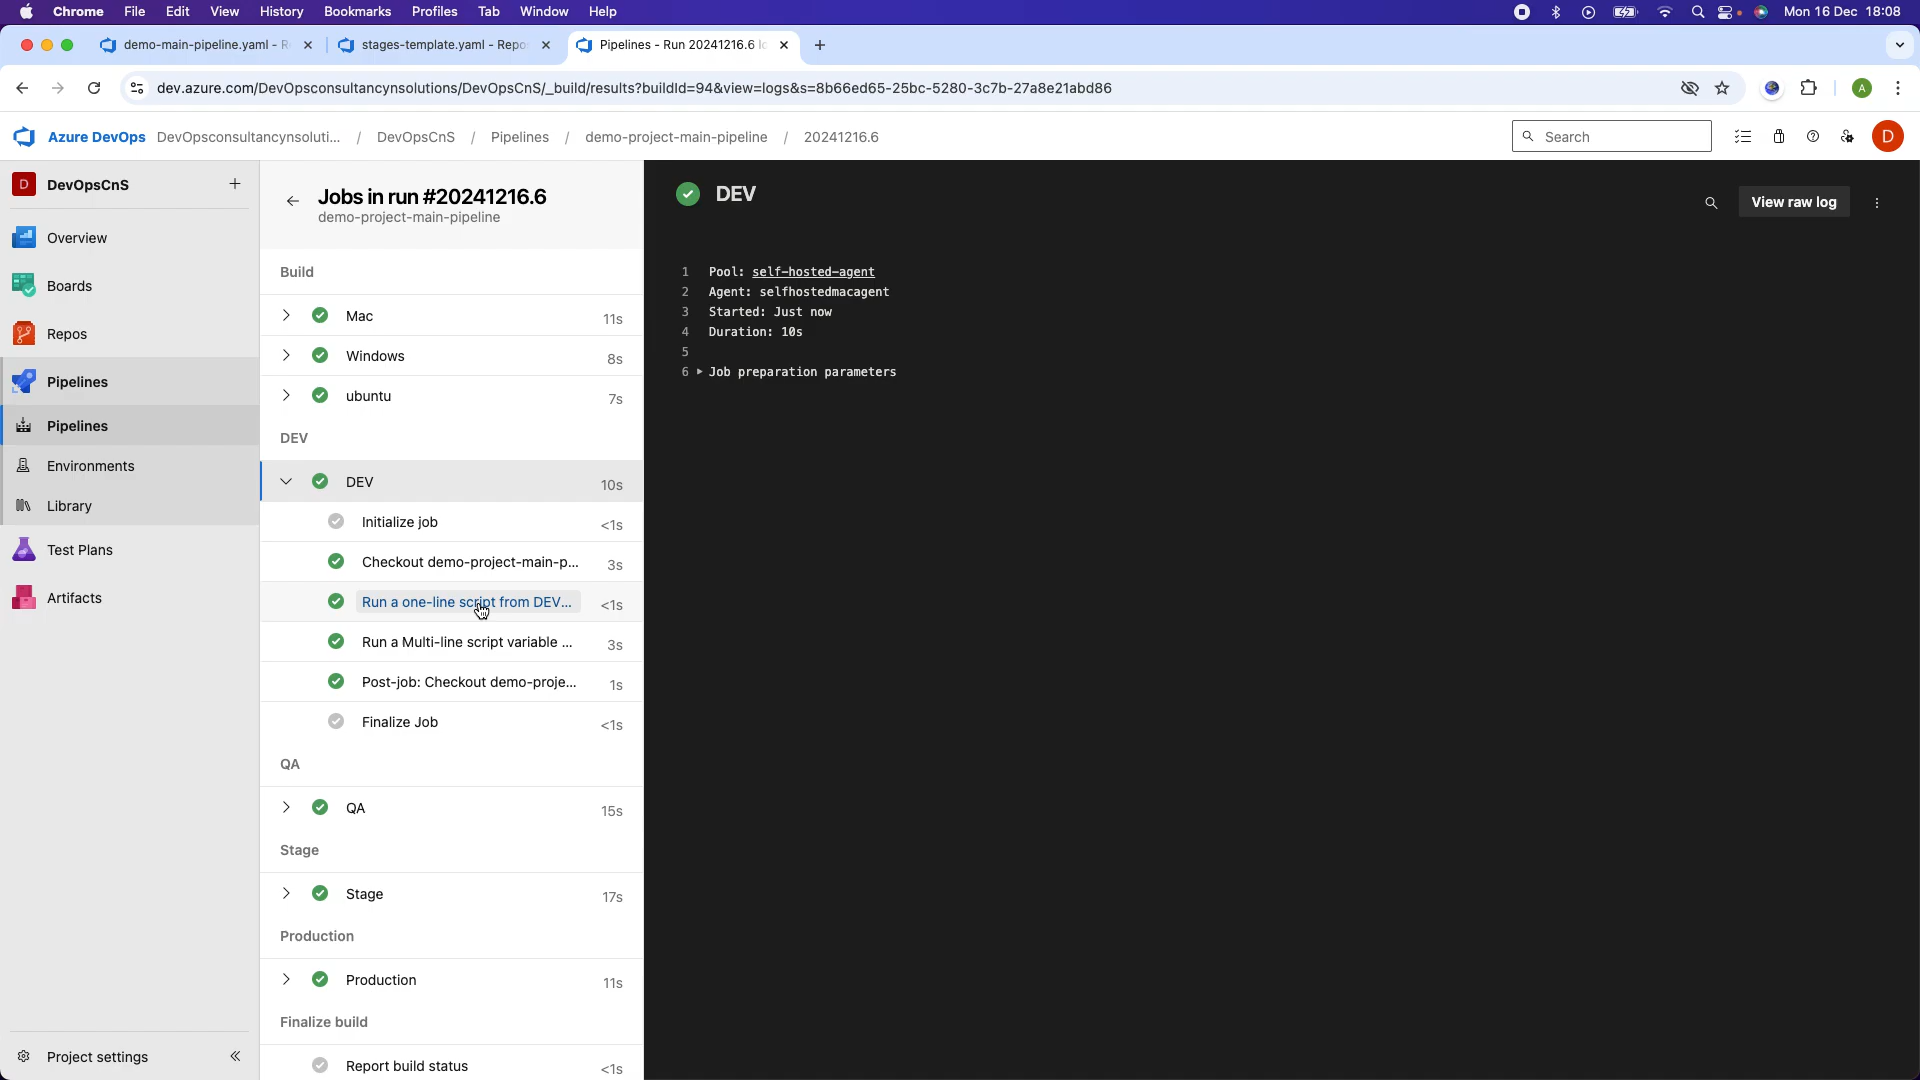 Chrome File Edit View History Bookmarks Profiles Tab Window Help Mon 16 Dec 18:08
demo-main-pipeline.yaml - R stages-template.yaml - Repo Pipelines - Run 20241216.6 lo
dev.azure.com/DevOpsconsultancynsolutions/DevOpsCnS/_build/results?buildId=94&view=logs&s=8b66ed65-25bc-5280-3c7b-27a8e21abd86 A
Azure DevOps DevOpsconsultancynsoluti... / DevOpsCnS / Pipelines / demo-project-main-pipeline / 20241216.6 Search D
D DevOpsCnS +
Overview
Boards
Repos
Pipelines
Pipelines
Environments
Library
Test Plans
Artifacts
Project settings
Jobs in run #20241216.6
demo-project-main-pipeline
Build
Mac 11s
Windows 8s
ubuntu 7s
DEV
DEV 10s
Initialize job <1s
Checkout demo-project-main-p... 3s
Run a one-line script from DEV... <1s
Run a Multi-line script variable ... 3s
Post-job: Checkout demo-proje... 1s
Finalize Job <1s
QA
QA 15s
Stage
Stage 17s
Production
Production 11s
Finalize build
Report build status <1s
DEV
View raw log
1 Pool: self-hosted-agent
2 Agent: selfhostedmacagent
3 Started: Just now
4 Duration: 10s
5
6 Job preparation parameters